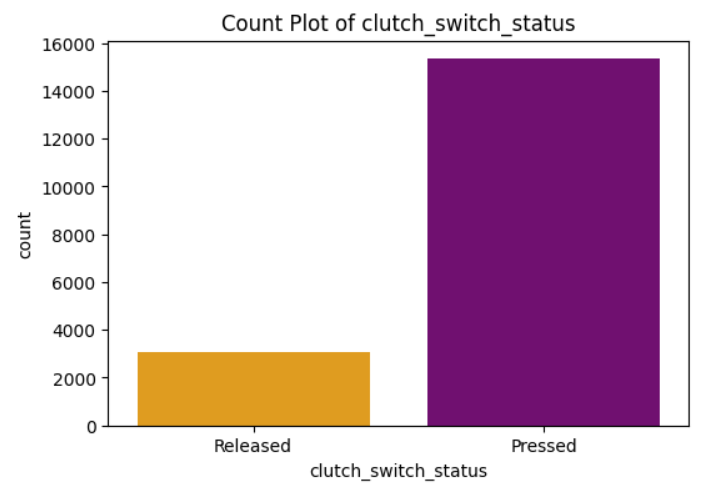 Count Plot of clutch_switch_status
16000
14000
12000
10000
8000
6000
4000
2000
0
count
Released
Pressed
clutch_switch_status